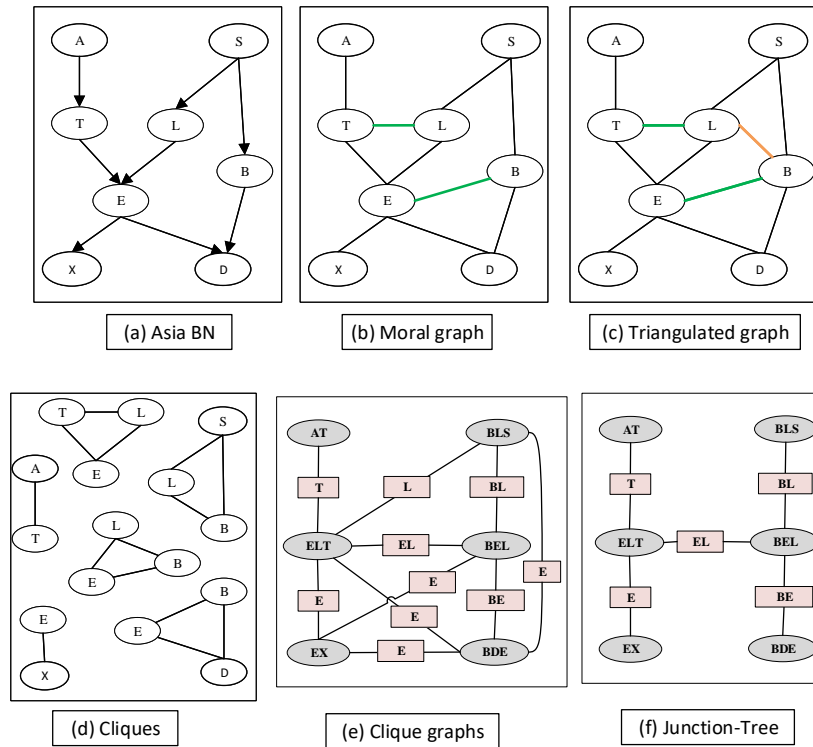 A
S
T
L
B
E
X
D
(a) Asia BN
A
S
T
L
B
E
X
D
(b) Moral graph
A
S
T
L
B
E
X
D
(c) Triangulated graph
T
L
E
S
L
B
A
T
L
B
E
B
E
D
E
X
(d) Cliques
AT
BLS
T
L
BL
ELT
EL
BEL
E
E
E
BE
E
EX
E
BDE
(e) Clique graphs
AT
BLS
T
BL
ELT
EL
BEL
E
BE
EX
BDE
(f) Junction-Tree